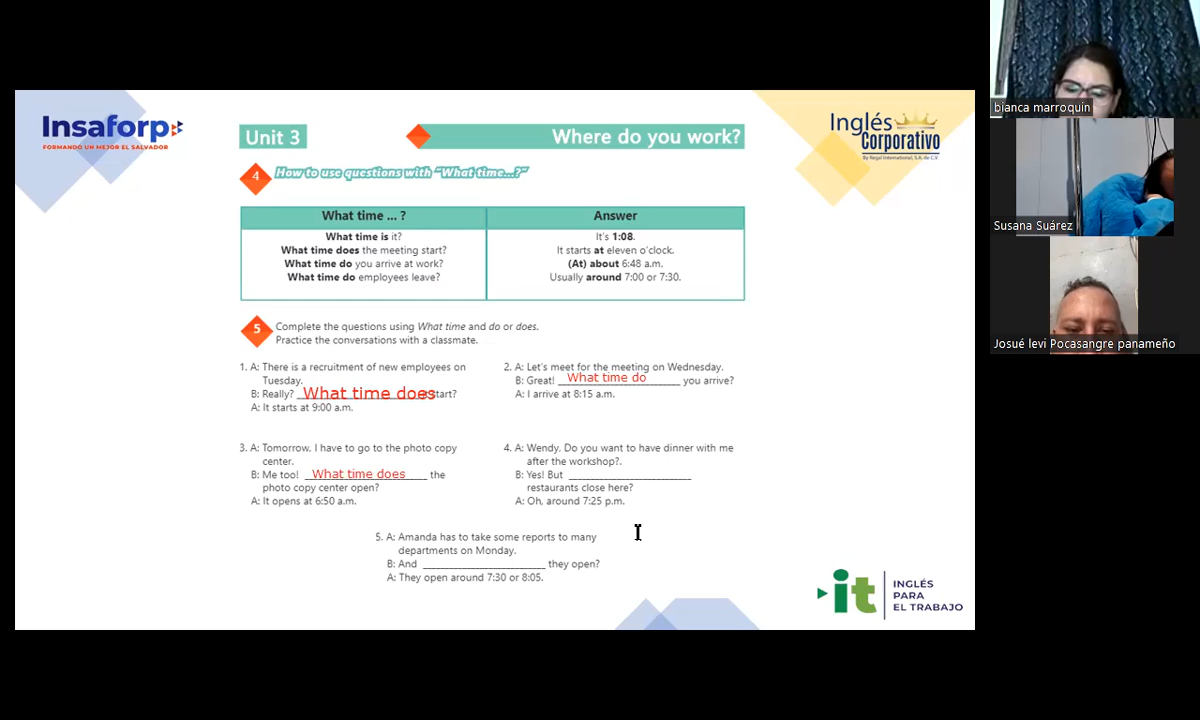 Insaforp
FORMANDO UN MEJOR EL SALVADOR
Unit 3
Where do you work?
Inglés
Corporativo
By Regal International, S.A. de C.V.
4
How to use questions with “What time...?”
What time ... ?
Answer
What time is it?
It’s 1:08.
What time does the meeting start?
It starts at eleven o’clock.
What time do you arrive at work?
(At) about 6:48 a.m.
What time do employees leave?
Usually around 7:00 or 7:30.
5
Complete the questions using What time and do or does.
Practice the conversations with a classmate.
1. A: There is a recruitment of new employees on
Tuesday.
B: Really? What time does start?
A: It starts at 9:00 a.m.
2. A: Let’s meet for the meeting on Wednesday.
B: Great! What time do you arrive?
A: I arrive at 8:15 a.m.
3. A: Tomorrow. I have to go to the photo copy
center.
B: Me too! What time does the
photo copy center open?
A: It opens at 6:50 a.m.
4. A: Wendy. Do you want to have dinner with me
after the workshop?.
B: Yes! But ________________________
restaurants close here?
A: Oh, around 7:25 p.m.
5. A: Amanda has to take some reports to many
departments on Monday.
B: And ________________________ they open?
A: They open around 7:30 or 8:05.
it
INGLÉS
PARA
EL TRABAJO
bianca marroquin
Susana Suárez
Josué levi Pocasangre panameño